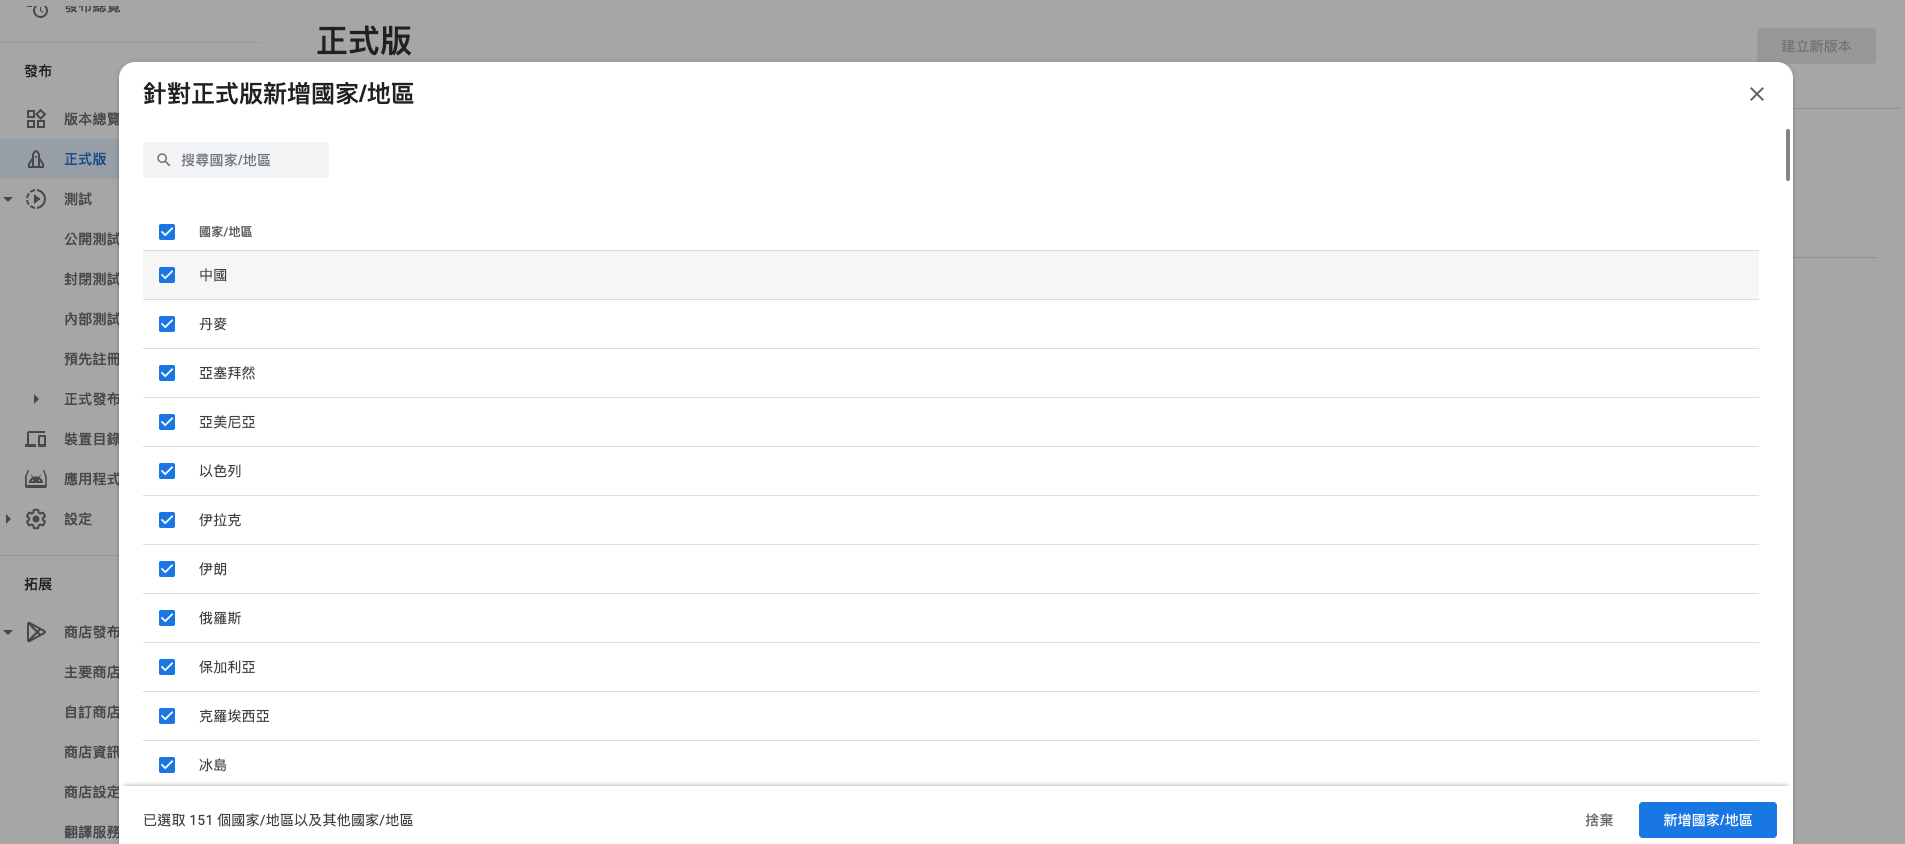 發布總覽
正式版
建立新版本
發布
版本總覽
正式版
測試
公開測試
封閉測試
內部測試
預先註冊
正式發布
裝置目錄
應用程式
設定
拓展
商店發布
主要商店
自訂商店
商店資訊
商店設定
翻譯服務
針對正式版新增國家/地區
搜尋國家/地區
國家/地區
中國
丹麥
亞塞拜然
亞美尼亞
以色列
伊拉克
伊朗
俄羅斯
保加利亞
克羅埃西亞
冰島
已選取 151 個國家/地區以及其他國家/地區
捨棄
新增國家/地區